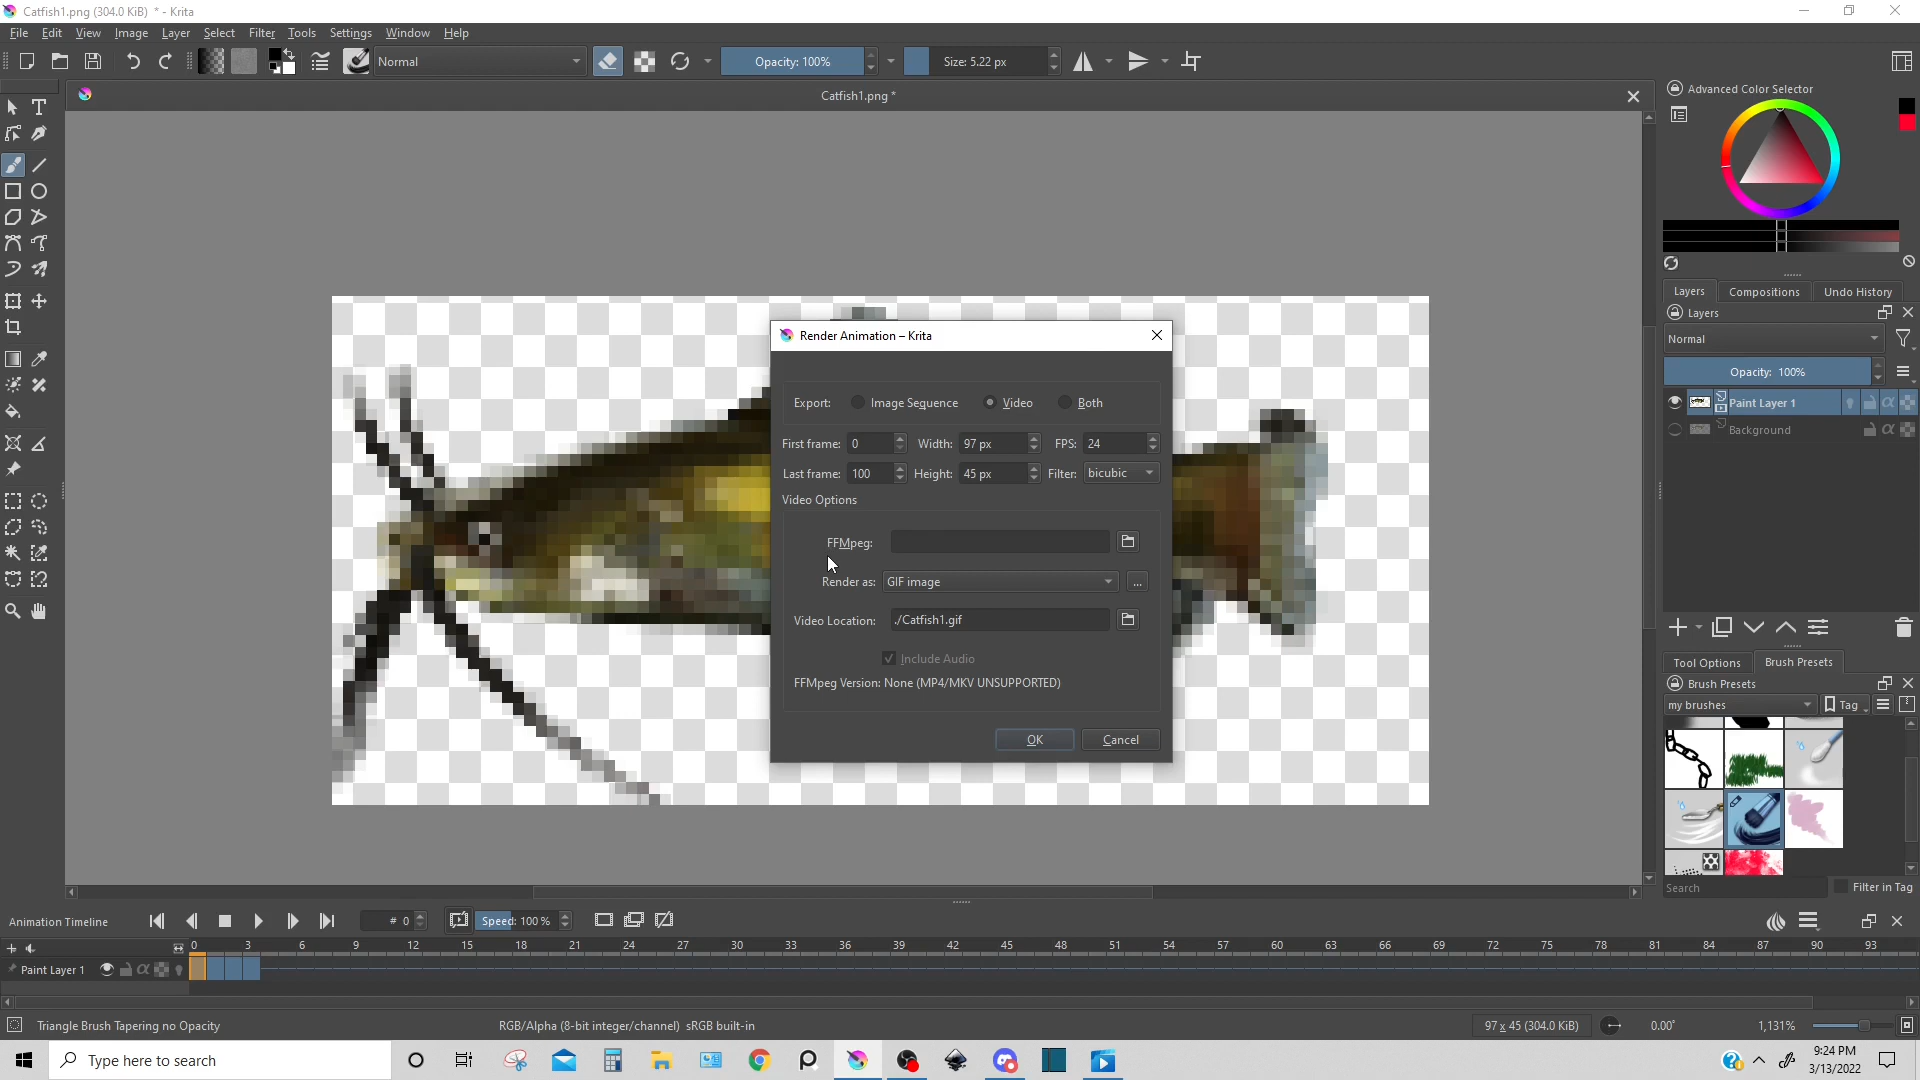 Catfish1.png (304.0 KiB) * - Krita
File Edit View Image Layer Select Filter Tools Settings Window Help
Normal
Opacity: 100%
Size: 5.22 px
Catfish1.png *
Advanced Color Selector
Layers Compositions Undo History
Layers
Normal
Opacity: 100%
Paint Layer 1
Background
Render Animation – Krita
Export: Image Sequence Video Both
First frame: 0 Width: 97 px FPS: 24
Last frame: 100 Height: 45 px Filter: bicubic
Video Options
FFMpeg:
Render as: GIF image ...
Video Location: ./Catfish1.gif
Include Audio
FFMpeg Version: None (MP4/MKV UNSUPPORTED)
OK Cancel
Tool Options Brush Presets
Brush Presets
my brushes Tag
Search Filter in Tag
Animation Timeline # 0 Speed: 100 %
0 3 6 9 12 15 18 21 24 27 30 33 36 39 42 45 48 51 54 57 60 63 66 69 72 75 78 81 84 87 90 93
Paint Layer 1
Triangle Brush Tapering no Opacity RGB/Alpha (8-bit integer/channel) sRGB built-in 97 x 45 (304.0 KiB) 0.00° 1,131%
Type here to search
9:24 PM
3/13/2022